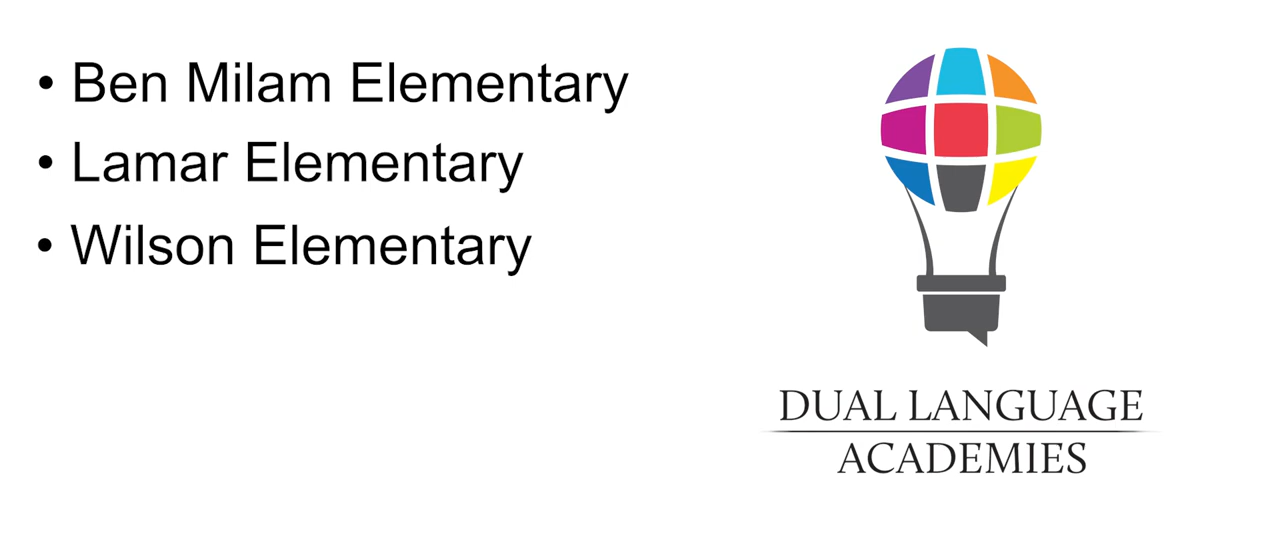 • Ben Milam Elementary
• Lamar Elementary
• Wilson Elementary
DUAL LANGUAGE
ACADEMIES